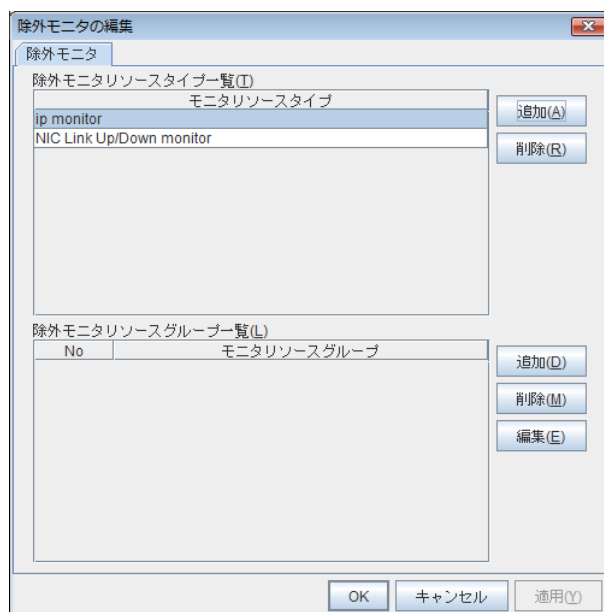 除外モニタの編集
除外モニタ
除外モニタリソースタイプ一覧(T)
モニタリソースタイプ
ip monitor
NIC Link Up/Down monitor
追加(A)
削除(R)
除外モニタリソースグループ一覧(L)
No モニタリソースグループ
追加(D)
削除(M)
編集(E)
OK キャンセル 適用(Y)